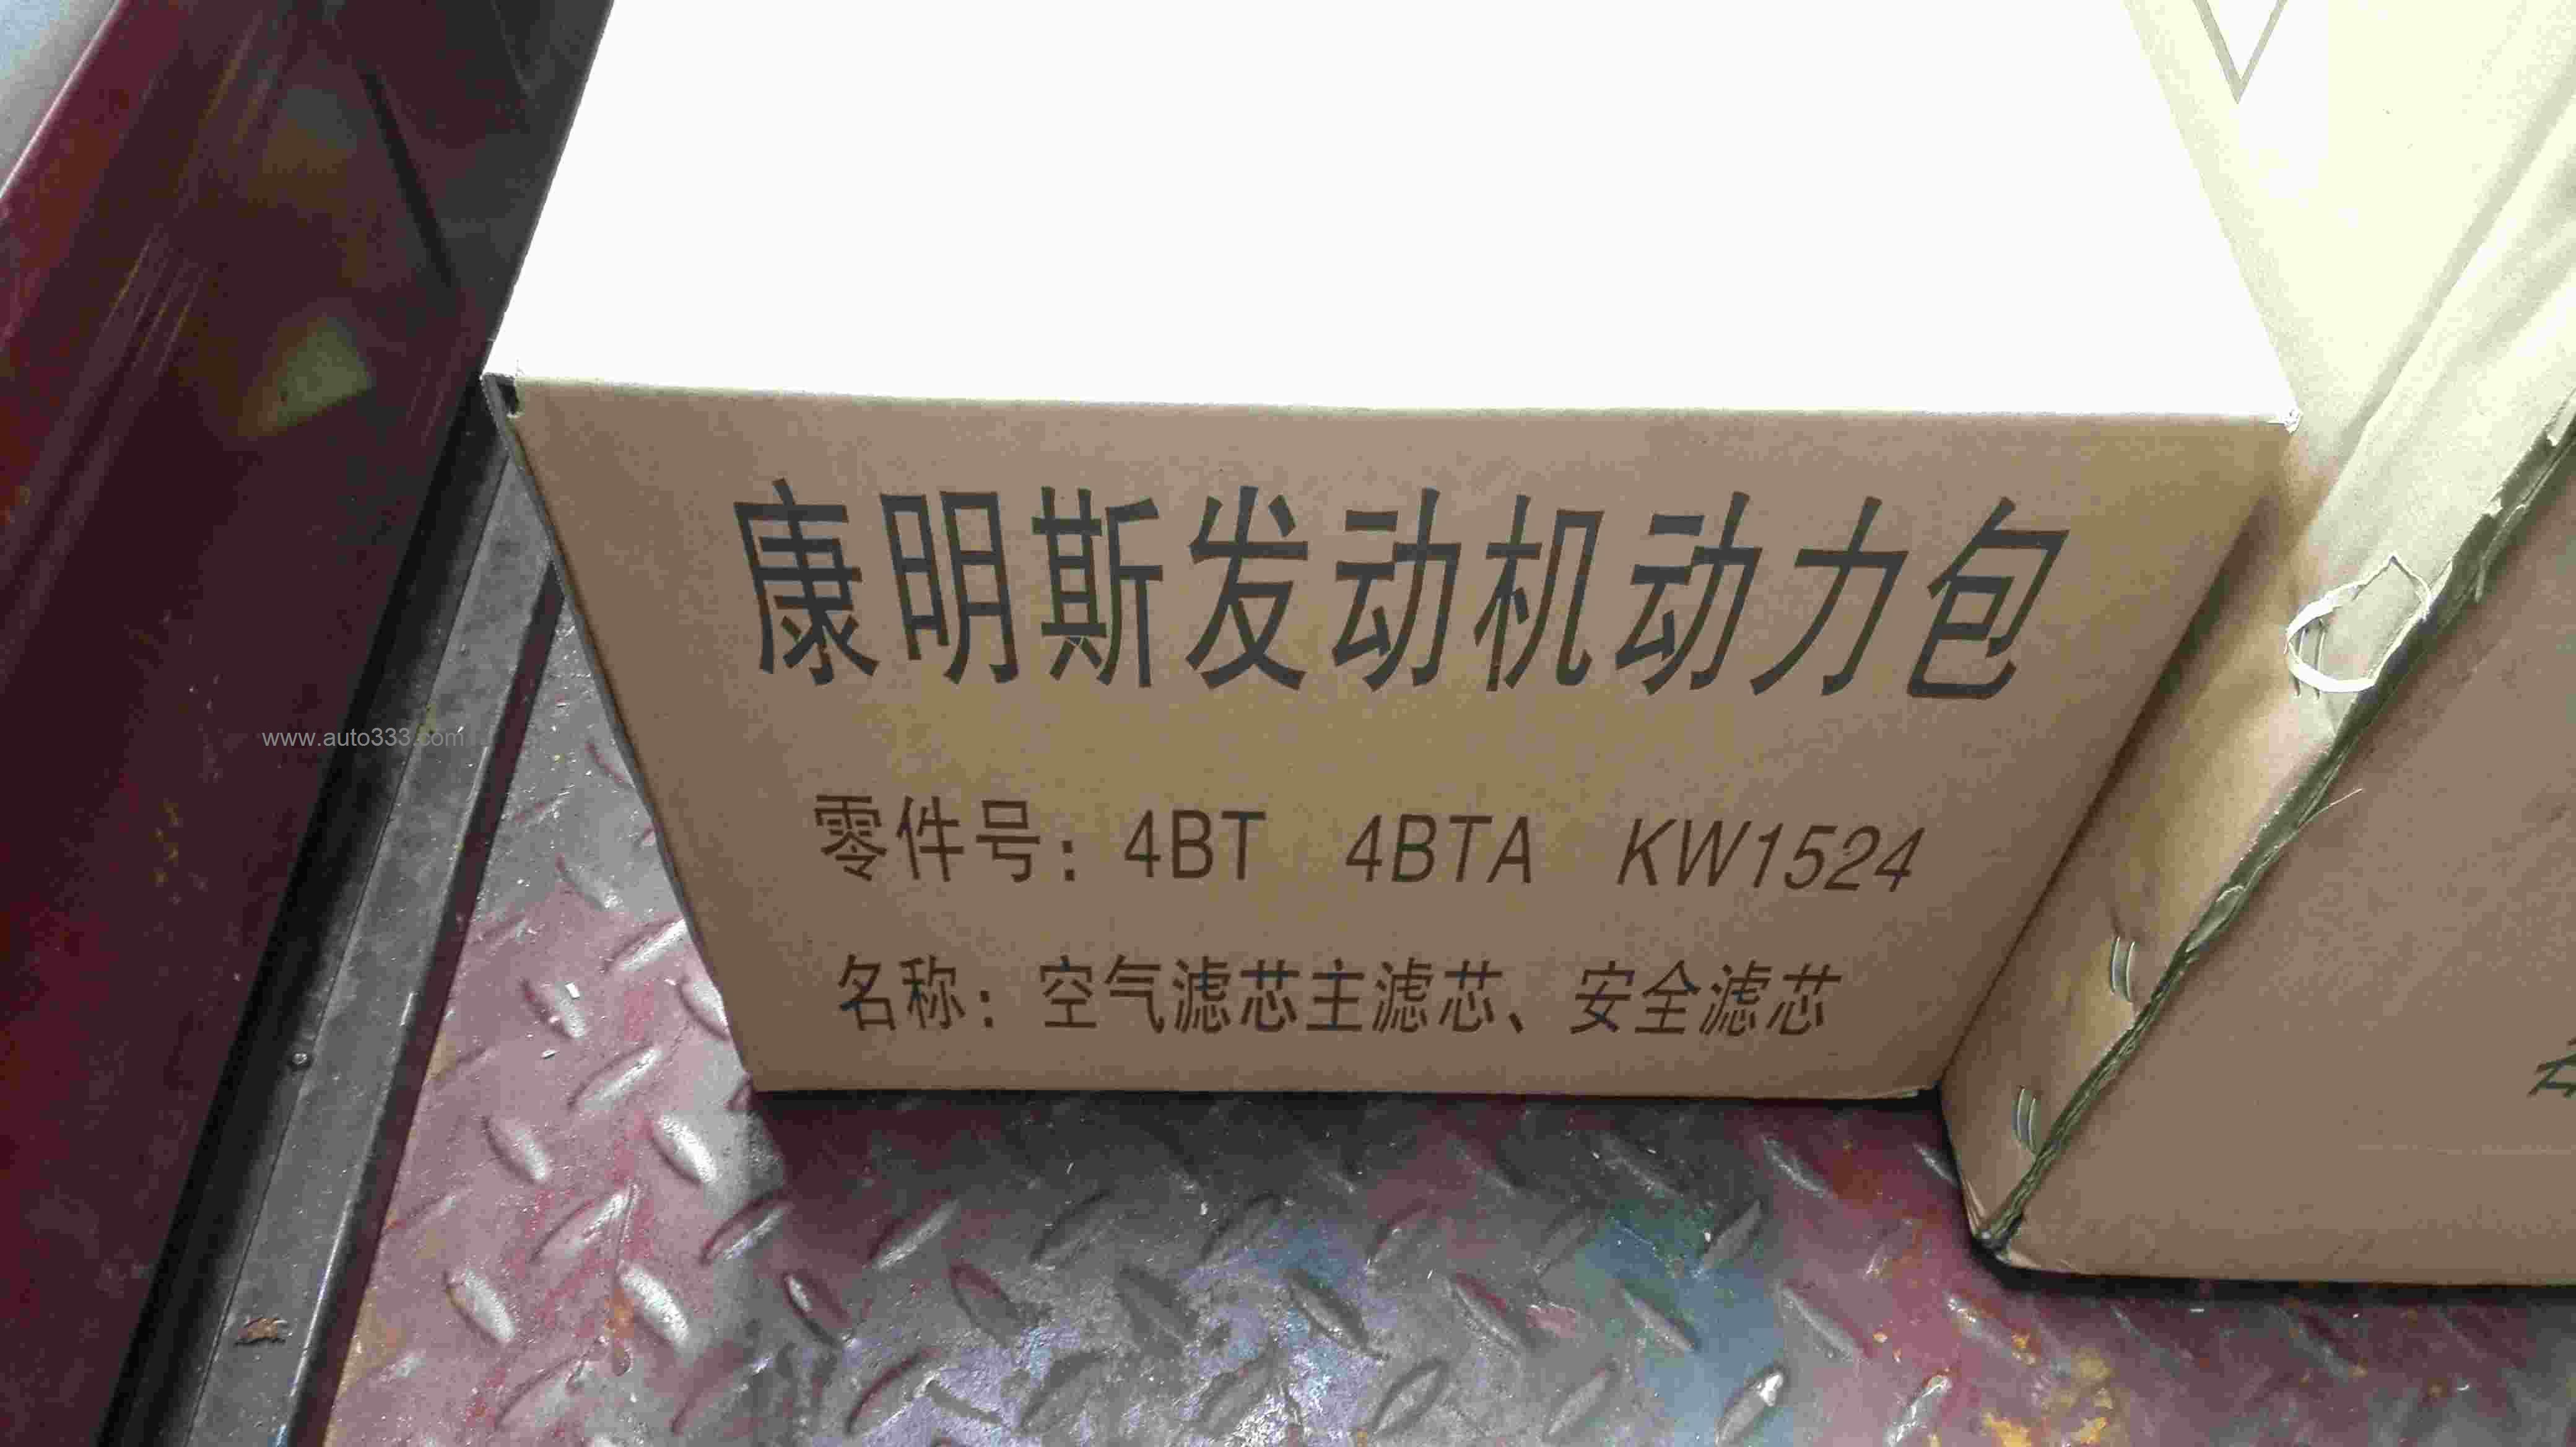 康明斯发动机动力包
www.auto333.com
零件号：4BT 4BTA KW1524
名称：空气滤芯主滤芯、安全滤芯